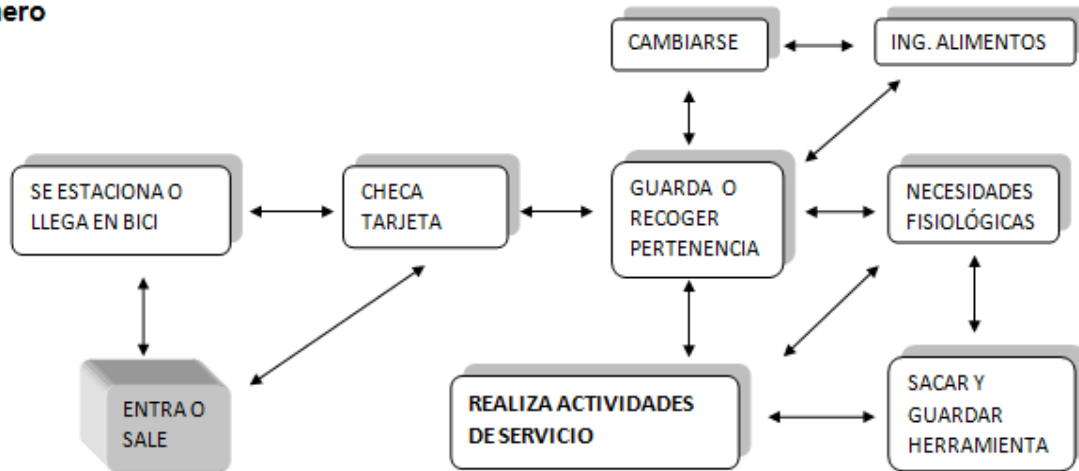 CAMBIARSE
ING. ALIMENTOS
SE ESTACIONA O
LLEGA EN BICI
CHECA
TARJETA
GUARDA O
RECOGER
PERTENENCIA
NECESIDADES
FISIOLÓGICAS
ENTRA O
SALE
REALIZA ACTIVIDADES
DE SERVICIO
SACAR Y
GUARDAR
HERRAMIENTA